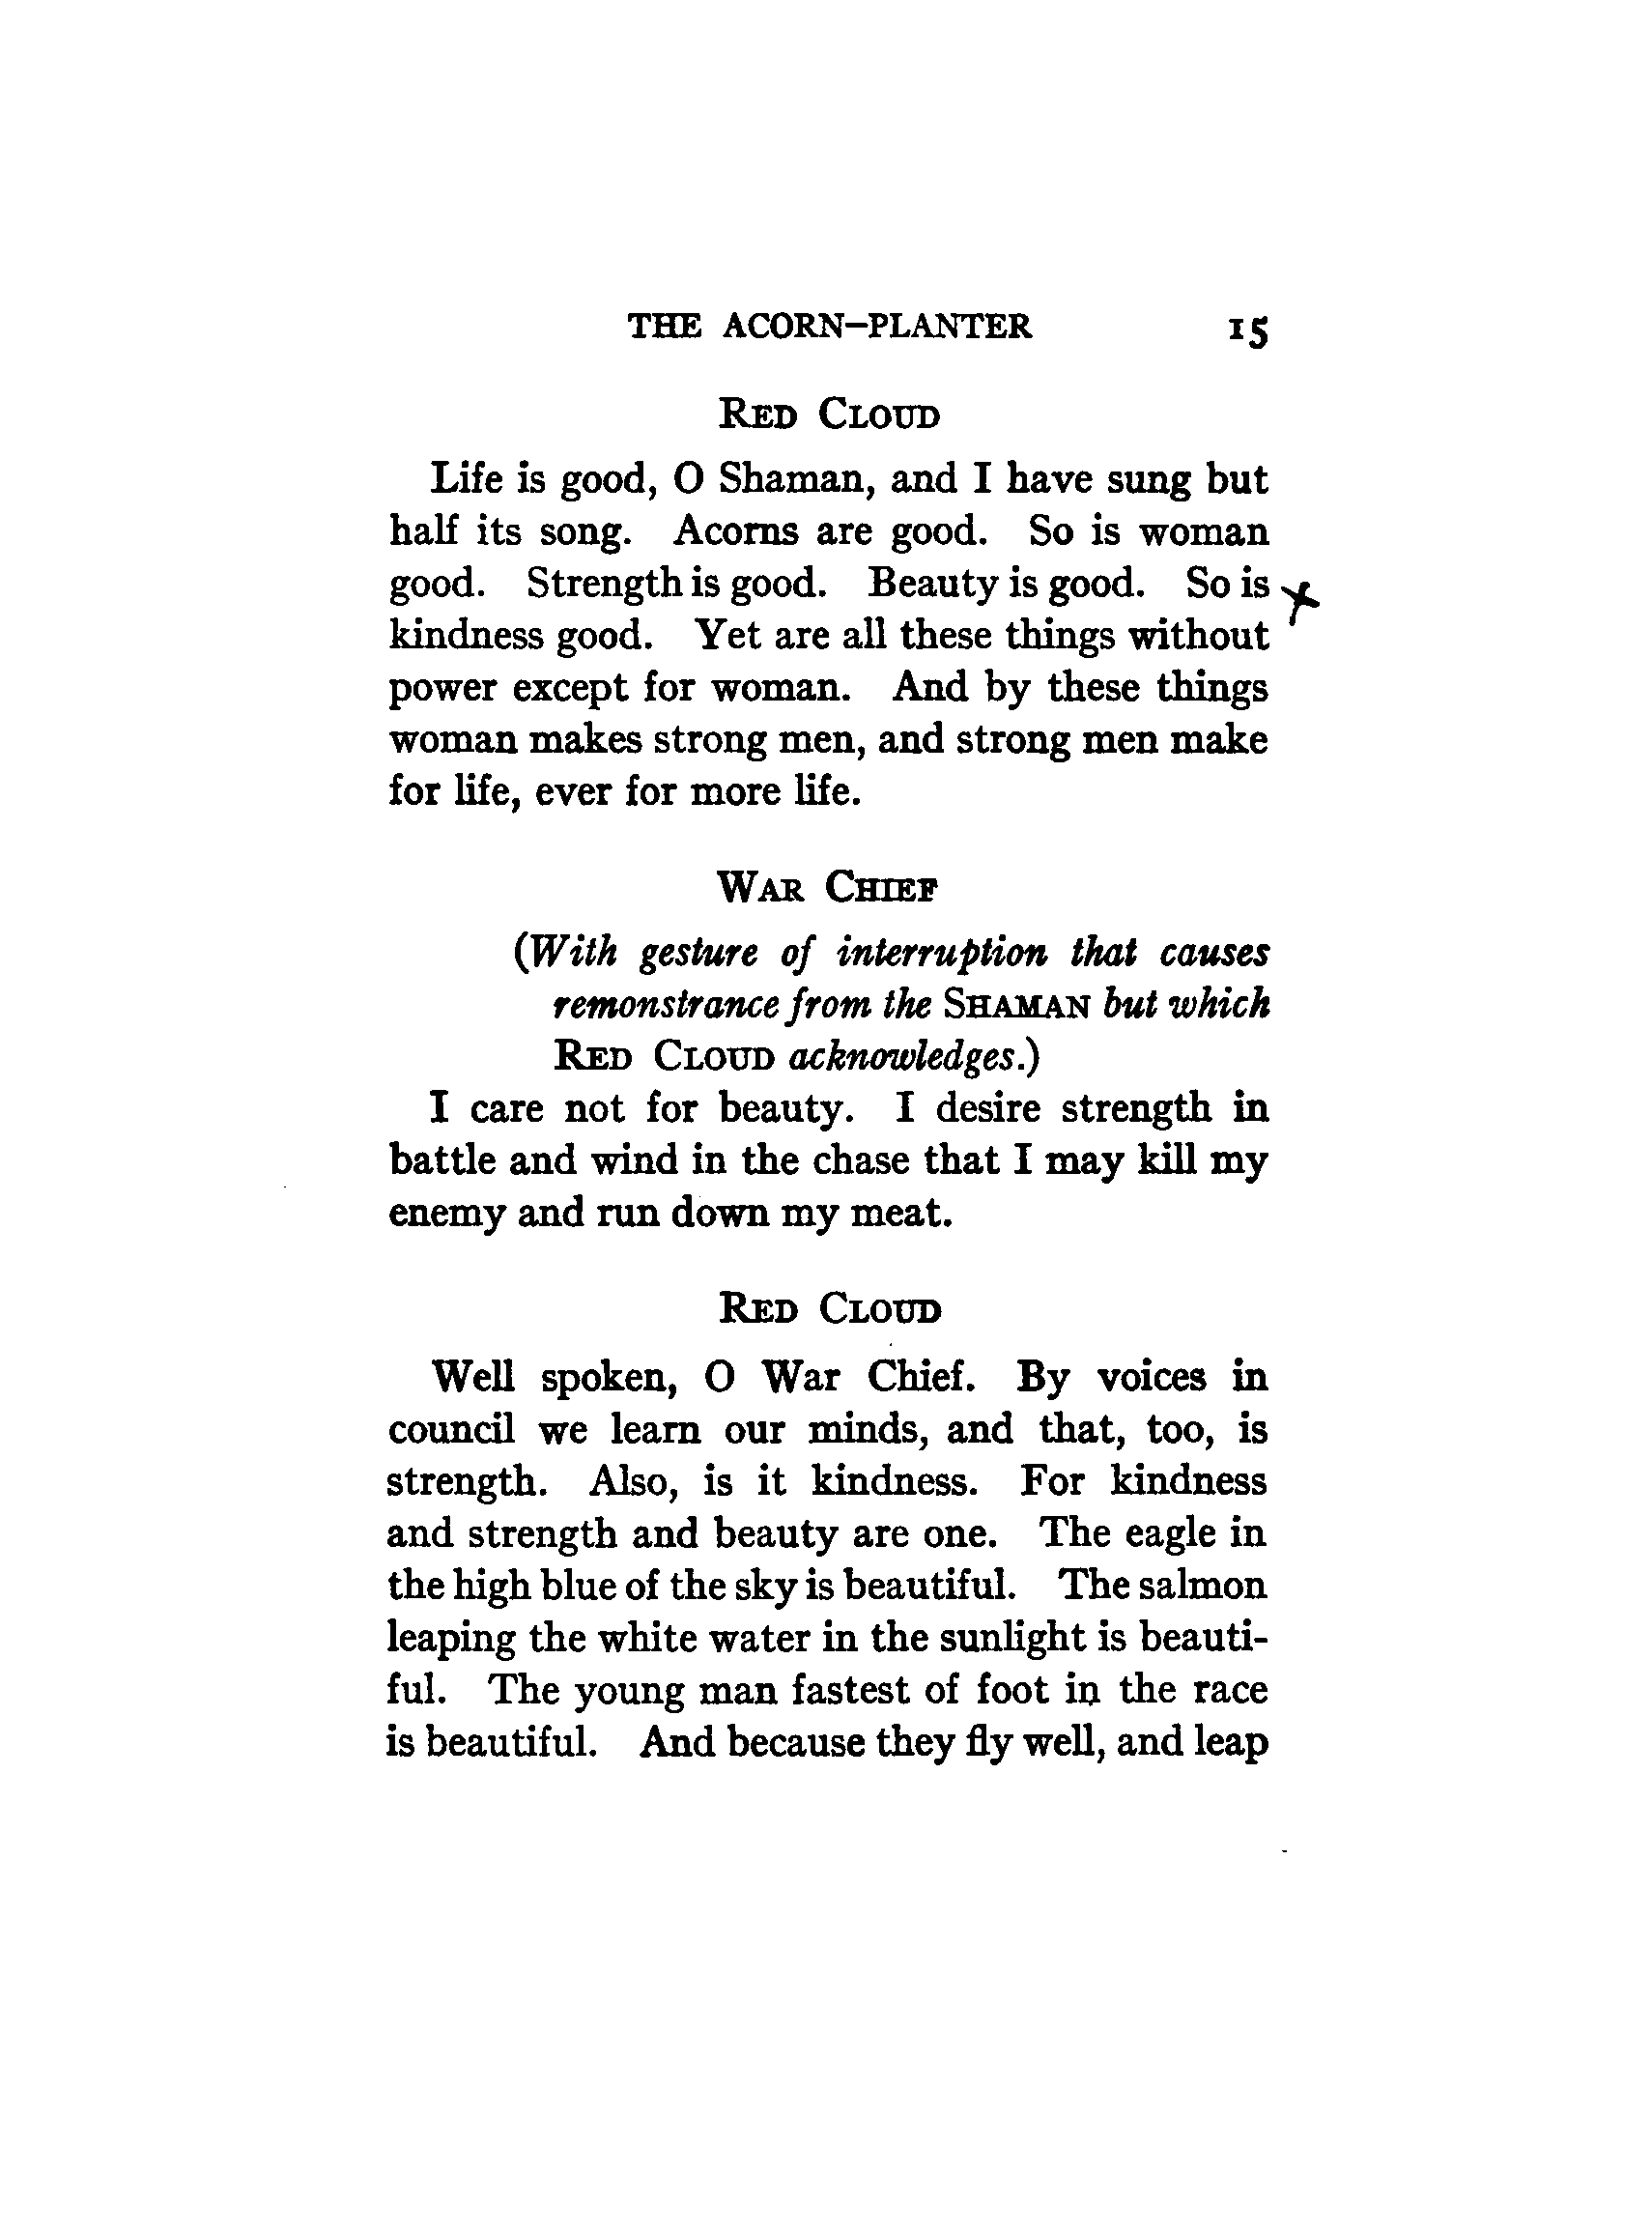 THE ACORN–PLANTER 15
RED CLOUD
Life is good, O Shaman, and I have sung but
half its song. Acorns are good. So is woman
good. Strength is good. Beauty is good. So is
kindness good. Yet are all these things without
power except for woman. And by these things
woman makes strong men, and strong men make
for life, ever for more life.
WAR CHIEF
(With gesture of interruption that causes
remonstrance from the SHAMAN but which
RED CLOUD acknowledges.)
I care not for beauty. I desire strength in
battle and wind in the chase that I may kill my
enemy and run down my meat.
RED CLOUD
Well spoken, O War Chief. By voices in
council we learn our minds, and that, too, is
strength. Also, is it kindness. For kindness
and strength and beauty are one. The eagle in
the high blue of the sky is beautiful. The salmon
leaping the white water in the sunlight is beauti-
ful. The young man fastest of foot in the race
is beautiful. And because they fly well, and leap